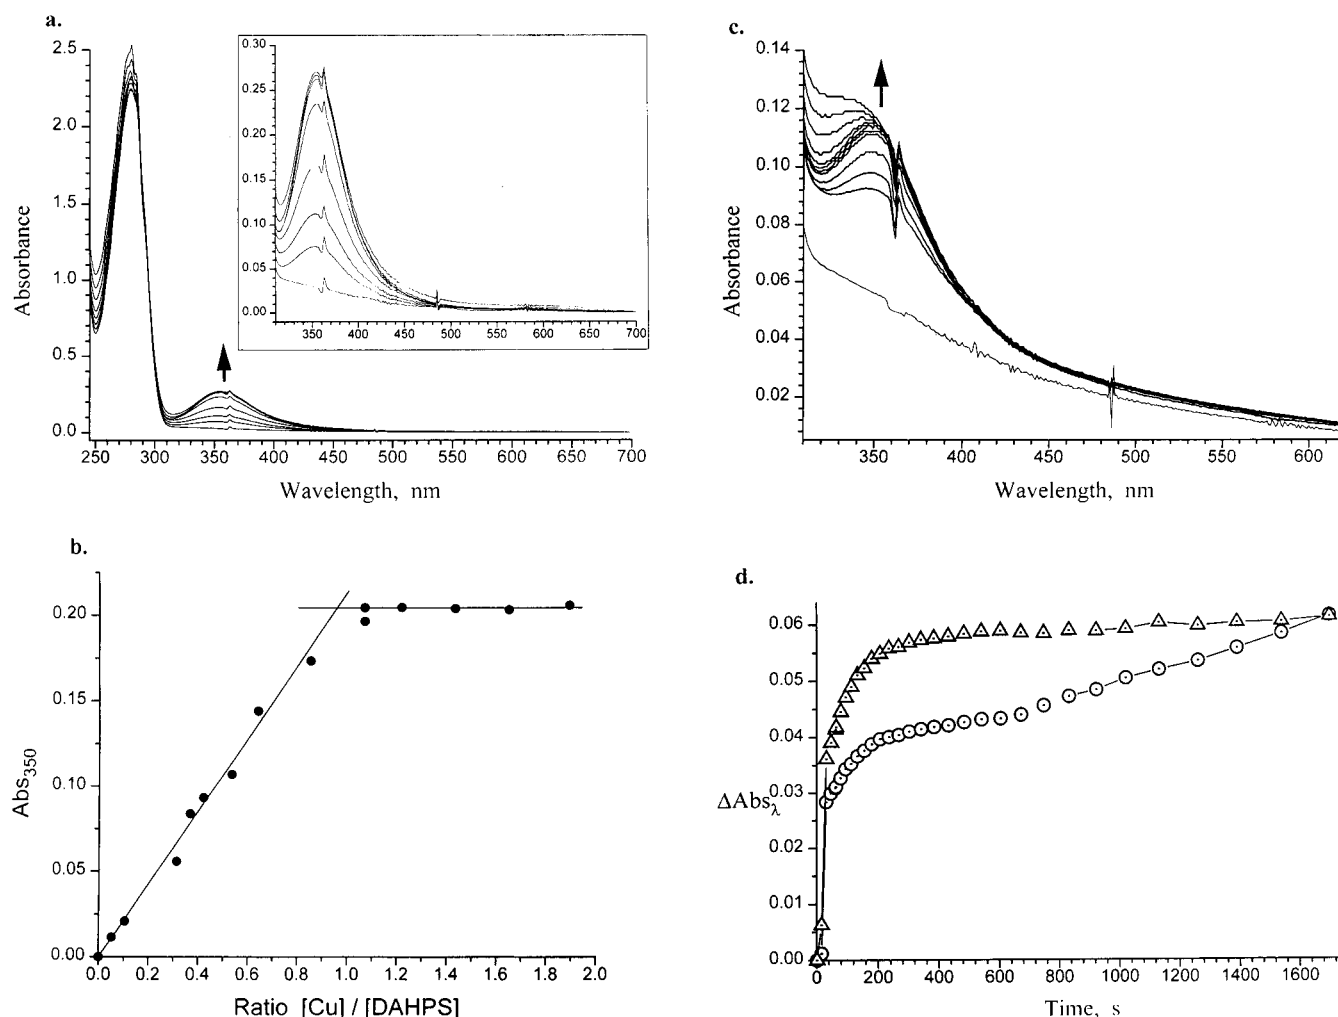 a.
2.5
2.0
1.5
1.0
0.5
0.0
Absorbance
250 300 350 400 450 500 550 600 650 700
Wavelength, nm
0.30
0.25
0.20
0.15
0.10
0.05
0.00
350 400 450 500 550 600 650 700
c.
0.14
0.12
0.10
0.08
0.06
0.04
0.02
Absorbance
350 400 450 500 550 600
Wavelength, nm
b.
0.20
0.15
0.10
0.05
0.00
Abs350
0.0 0.2 0.4 0.6 0.8 1.0 1.2 1.4 1.6 1.8 2.0
Ratio [Cu] / [DAHPS]
d.
0.06
0.05
0.04
0.03
0.02
0.01
0.00
ΔAbsλ
0 200 400 600 800 1000 1200 1400 1600
Time, s